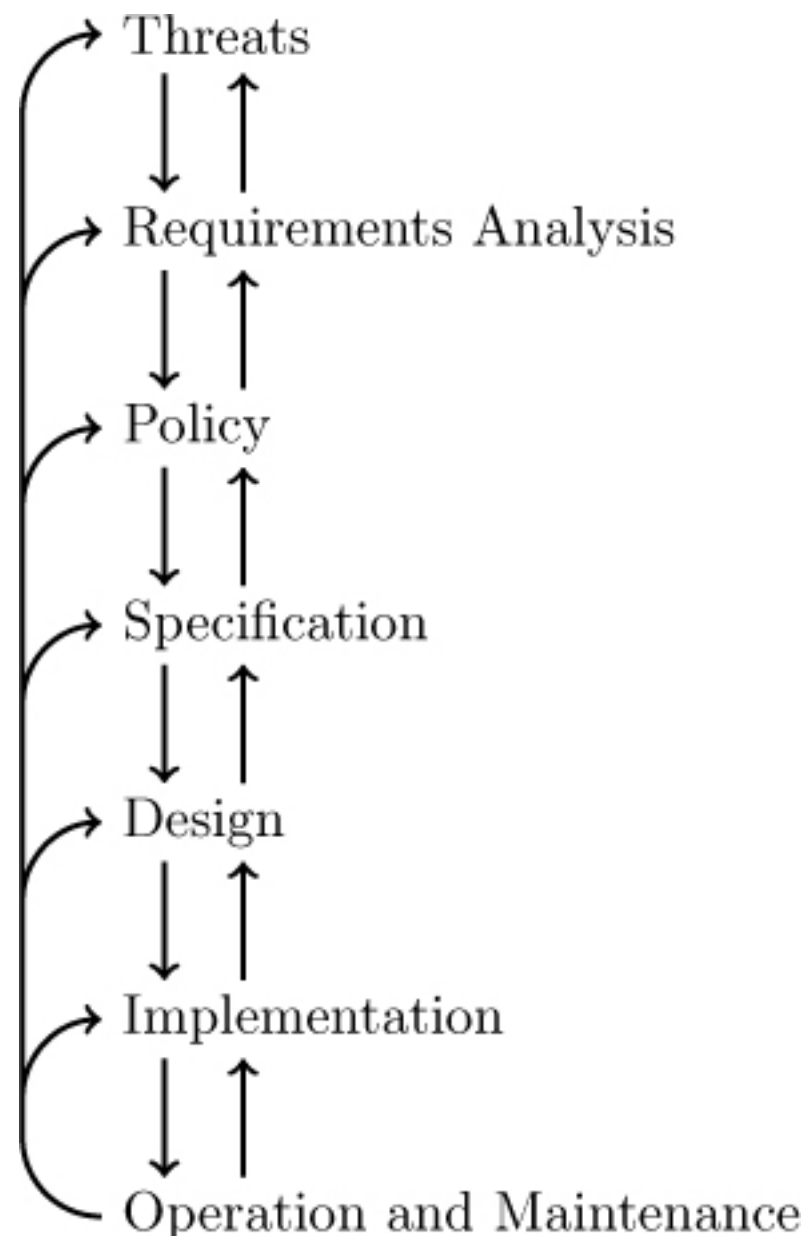 Threats
Requirements Analysis
Policy
Specification
Design
Implementation
Operation and Maintenance